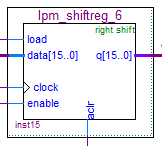 lpm_shiftreg_6
right shift
load
data[15..0] q[15..0]
clock
enable
aclr
inst15